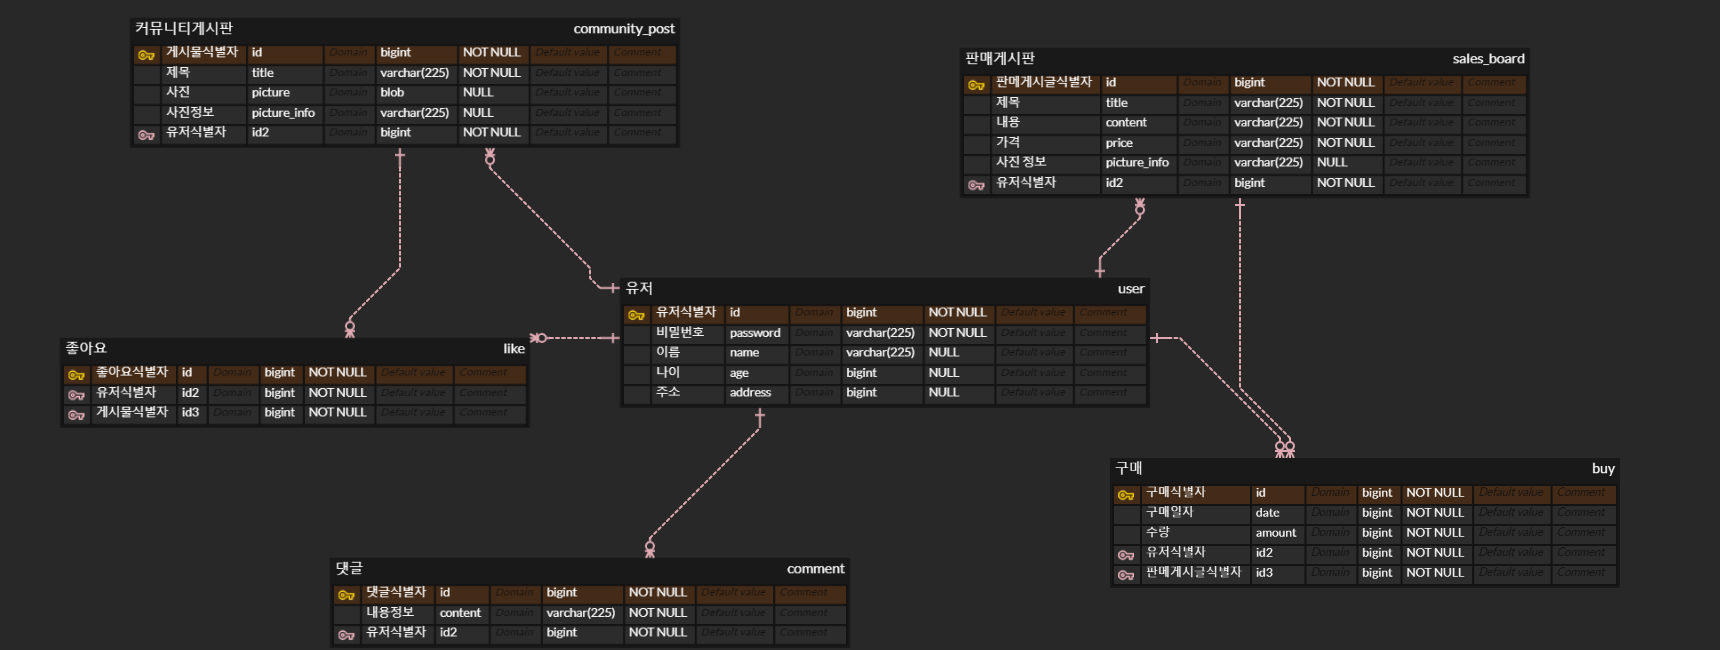 커뮤니티게시판 community_post
게시물식별자 id Domain bigint NOT NULL Default value Comment
제목 title Domain varchar(225) NOT NULL Default value Comment
사진 picture Domain blob NULL Default value Comment
사진정보 picture_info Domain varchar(225) NULL Default value Comment
유저식별자 id2 Domain bigint NOT NULL Default value Comment
판매게시판 sales_board
판매게시글식별자 id Domain bigint NOT NULL Default value Comment
제목 title Domain varchar(225) NOT NULL Default value Comment
내용 content Domain varchar(225) NOT NULL Default value Comment
가격 price Domain varchar(225) NOT NULL Default value Comment
사진 정보 picture_info Domain varchar(225) NULL Default value Comment
유저식별자 id2 Domain bigint NOT NULL Default value Comment
유저 user
유저식별자 id Domain bigint NOT NULL Default value Comment
비밀번호 password Domain varchar(225) NOT NULL Default value Comment
이름 name Domain varchar(225) NULL Default value Comment
나이 age Domain bigint NULL Default value Comment
주소 address Domain bigint NULL Default value Comment
좋아요 like
좋아요식별자 id Domain bigint NOT NULL Default value Comment
유저식별자 id2 Domain bigint NOT NULL Default value Comment
게시물식별자 id3 Domain bigint NOT NULL Default value Comment
구매 buy
구매식별자 id Domain bigint NOT NULL Default value Comment
구매일자 date Domain bigint NOT NULL Default value Comment
수량 amount Domain bigint NOT NULL Default value Comment
유저식별자 id2 Domain bigint NOT NULL Default value Comment
판매게시글식별자 id3 Domain bigint NOT NULL Default value Comment
댓글 comment
댓글식별자 id Domain bigint NOT NULL Default value Comment
내용정보 content Domain varchar(225) NOT NULL Default value Comment
유저식별자 id2 Domain bigint NOT NULL Default value Comment